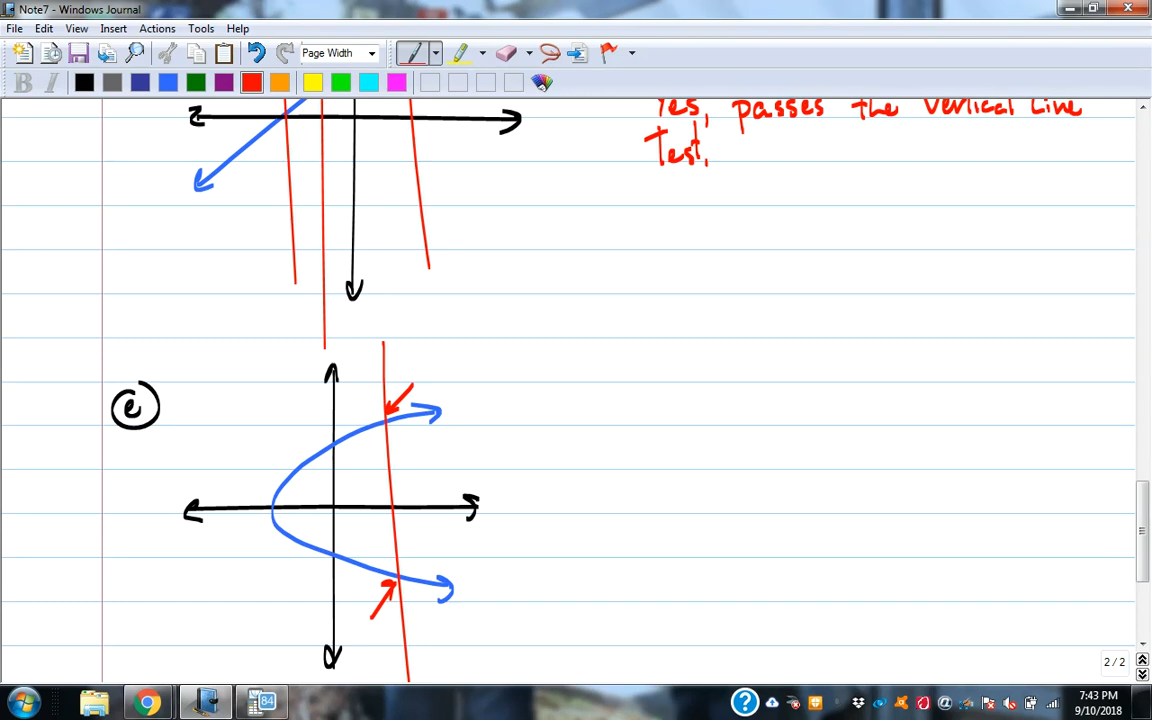 Note7 - Windows Journal
File Edit View Insert Actions Tools Help
Page Width
B I
Yes, passes the Vertical Line
Test,
e
2 / 2
84
7:43 PM
9/10/2018